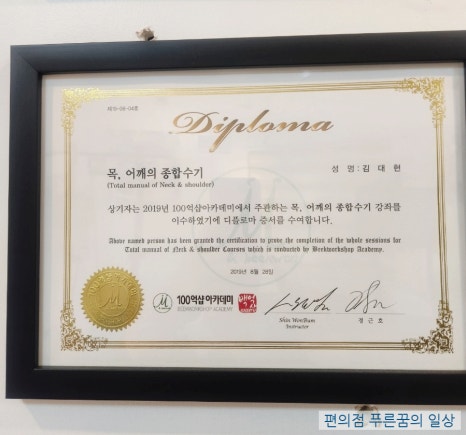 Diploma
목, 어깨의 종합수기
(Total manual of Neck & shoulder)
성 명 : 김 대 현
상기자는 2019년 100억샵아카데미에서 주관하는 목, 어깨의 종합수기 강좌를
이수하였기에 디플로마 증서를 수여합니다.
Above named person has been granted the certification to prove the completion of the whole sessions for
Total manual of Neck & shoulder Courses which is conducted by Beekworkshop Academy.
2019년 8월 28일
100억샵아카데미
Instructor
정 근 호
편의점 푸른꿈의 일상